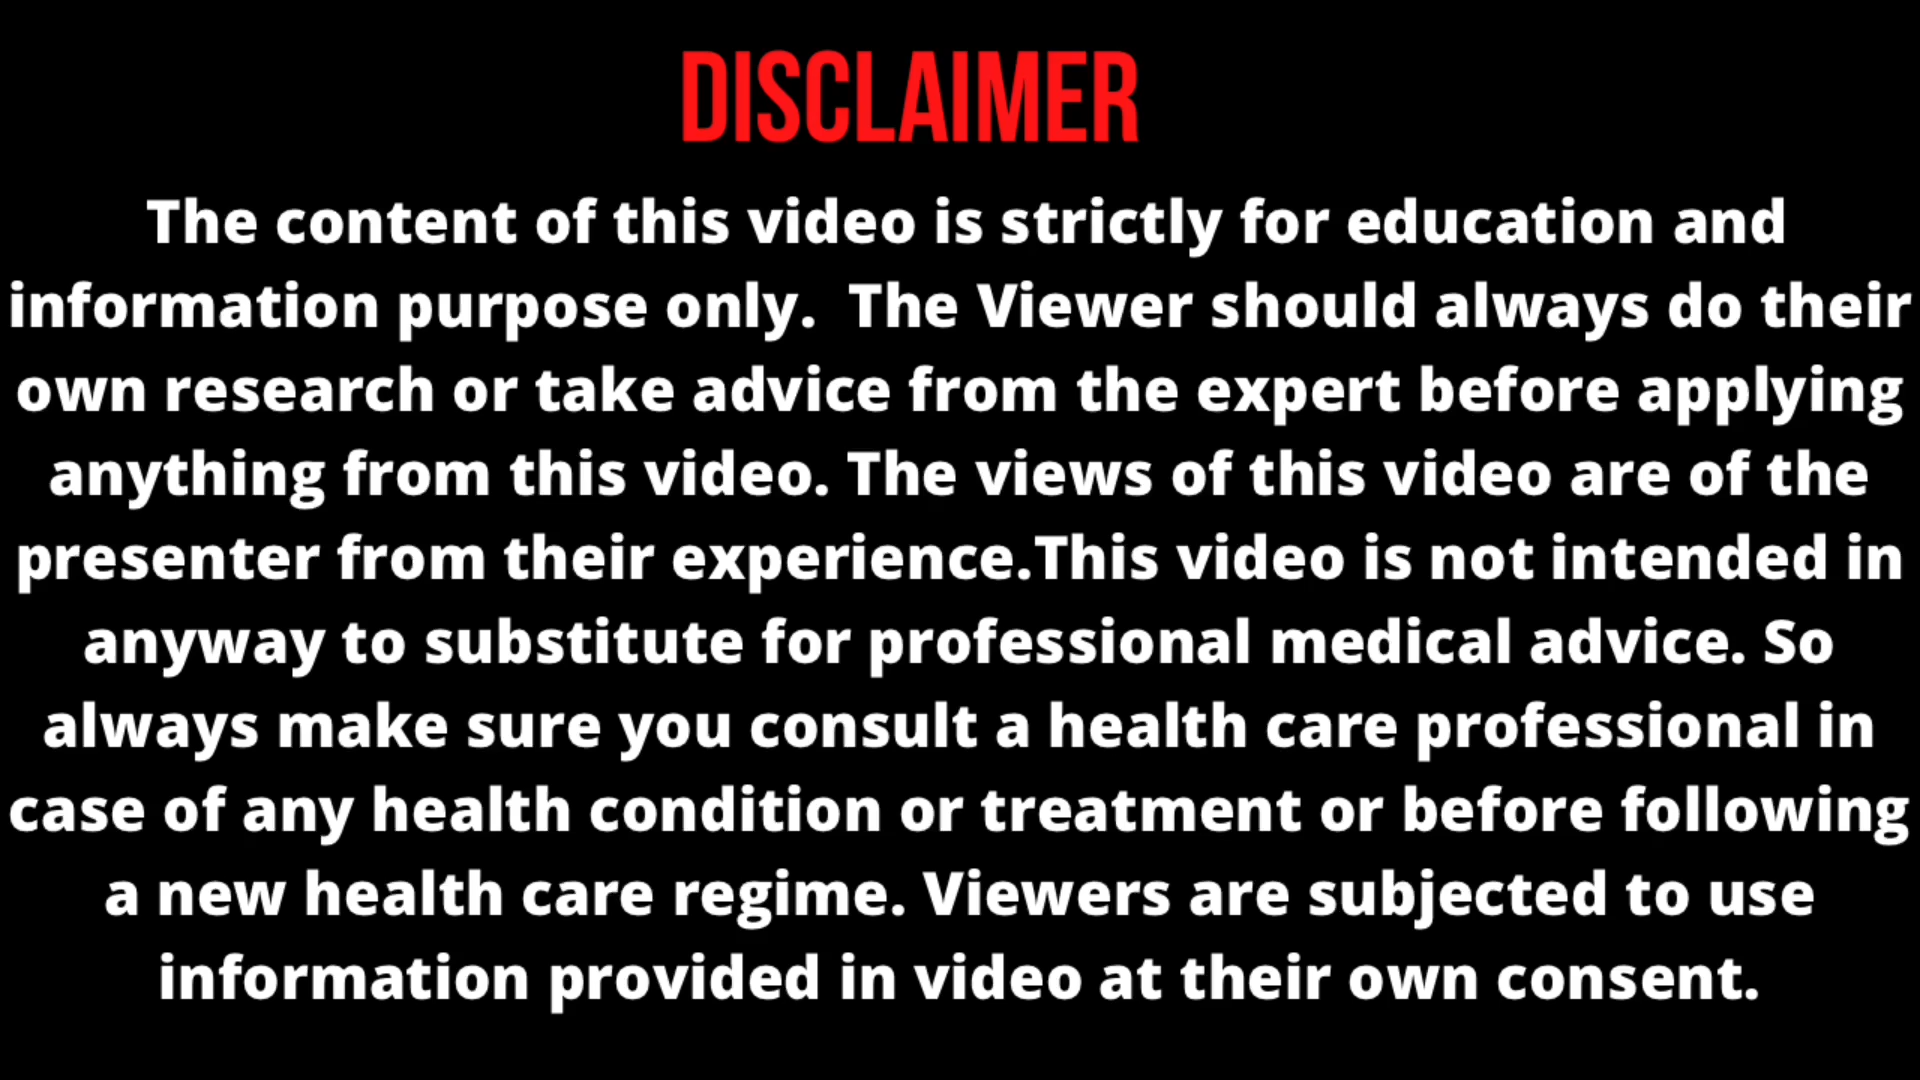 DISCLAIMER
The content of this video is strictly for education and
information purpose only.  The Viewer should always do their
own research or take advice from the expert before applying
anything from this video. The views of this video are of the
presenter from their experience.This video is not intended in
anyway to substitute for professional medical advice. So
always make sure you consult a health care professional in
case of any health condition or treatment or before following
a new health care regime. Viewers are subjected to use
information provided in video at their own consent.